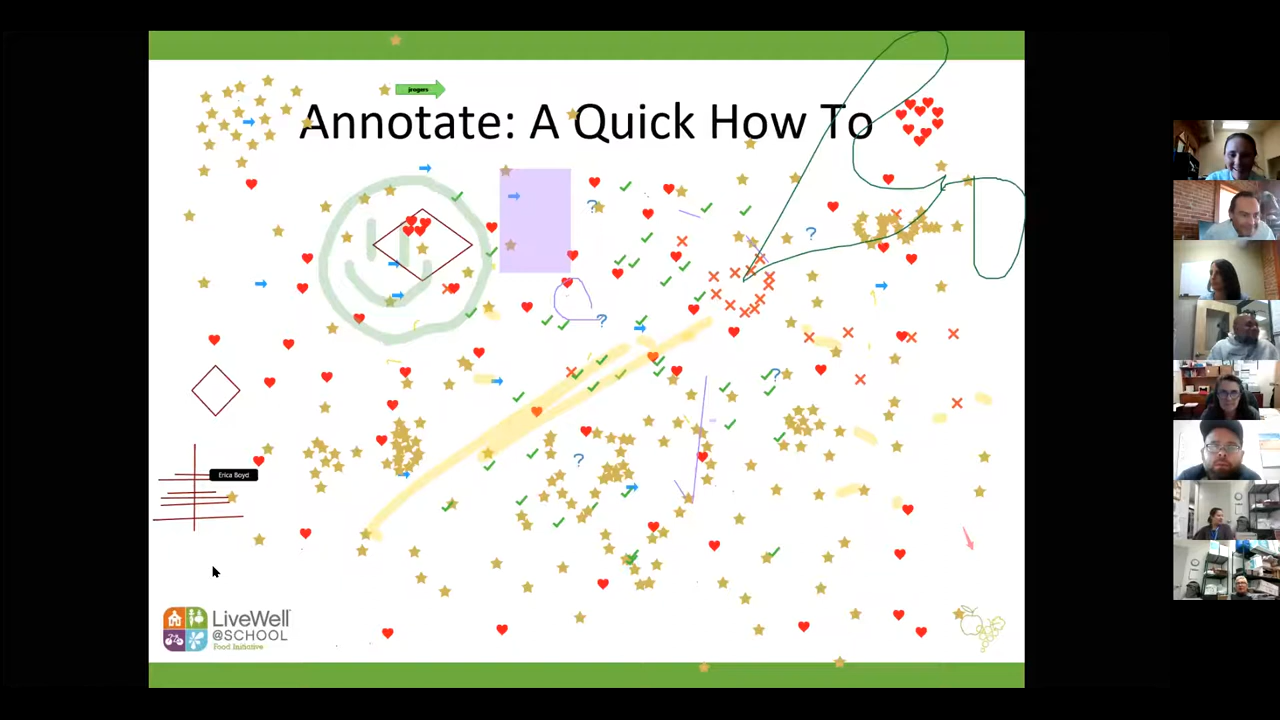 jrogers
Annotate: A Quick How To
?
?
?
?
?
Erica Boyd
LiveWell
@SCHOOL
Food Initiative